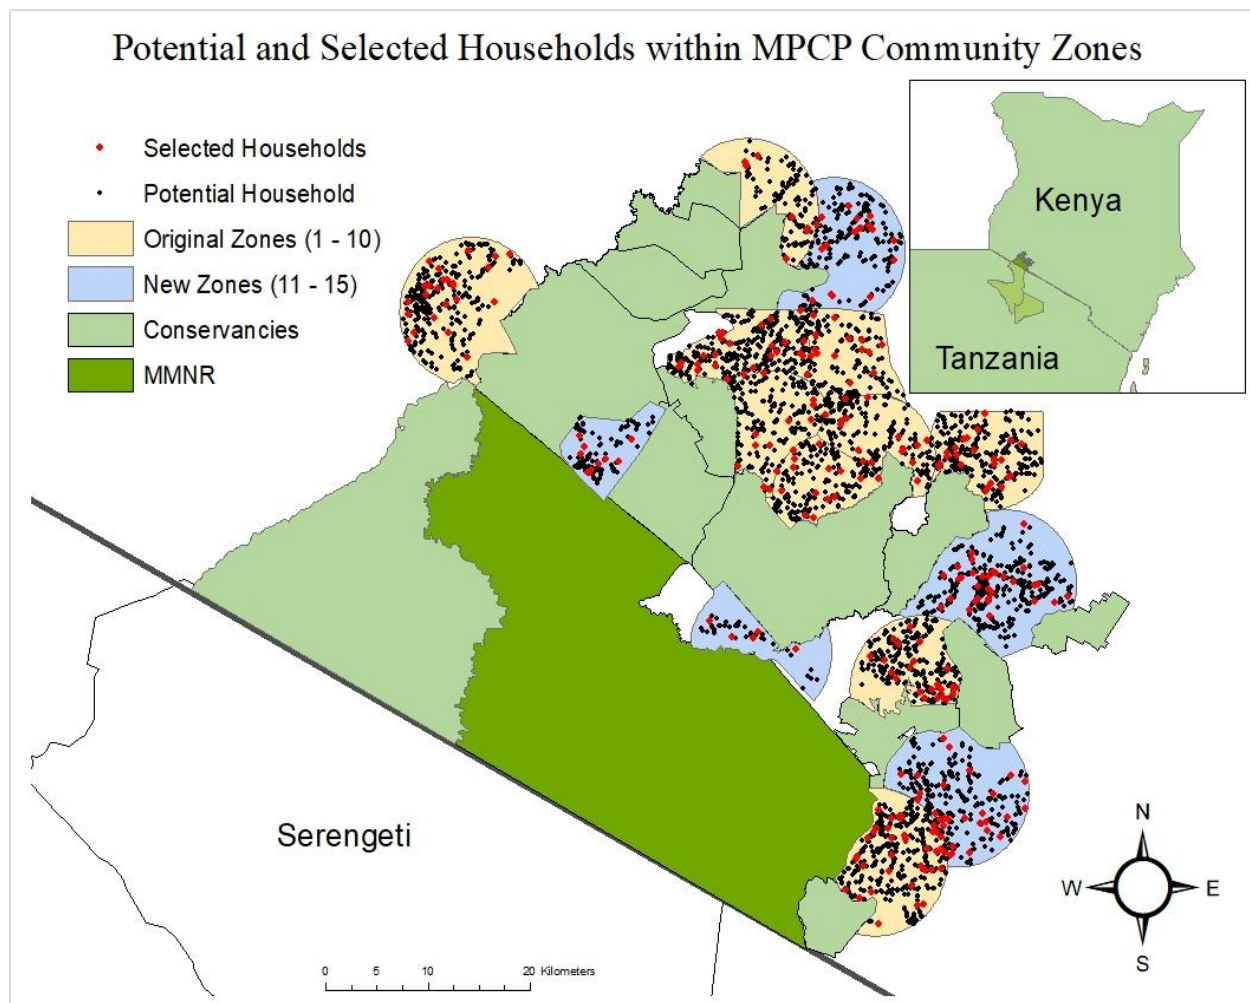 Potential and Selected Households within MPCP Community Zones
Selected Households
Potential Household
Original Zones (1 - 10)
New Zones (11 - 15)
Conservancies
MMNR
Kenya
Tanzania
Serengeti
N
W E
S
0 5 10 20 Kilometers